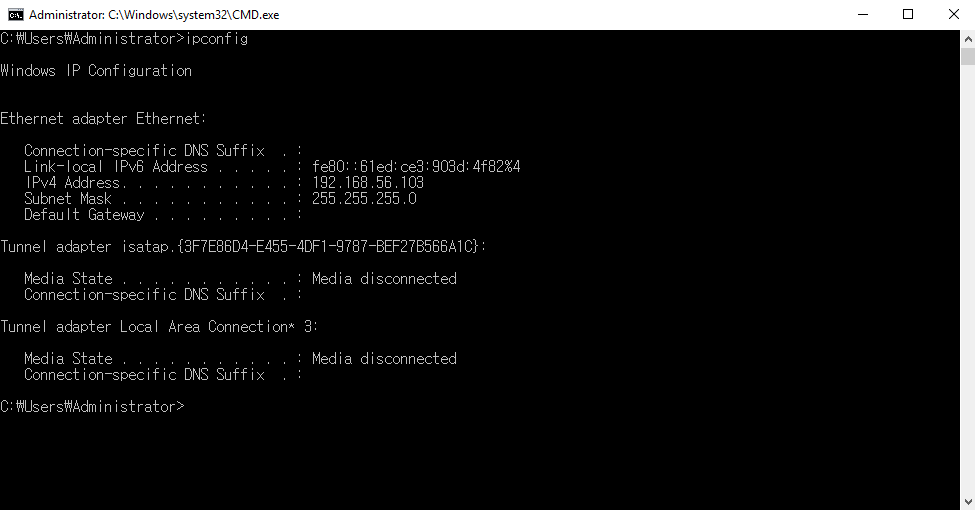 Administrator: C:\Windows\system32\CMD.exe
C:₩Users₩Administrator>ipconfig
Windows IP Configuration
Ethernet adapter Ethernet:
Connection-specific DNS Suffix  . :
Link-local IPv6 Address . . . . . : fe80::61ed:ce3:903d:4f82%4
IPv4 Address. . . . . . . . . . . : 192.168.56.103
Subnet Mask . . . . . . . . . . . : 255.255.255.0
Default Gateway . . . . . . . . . :
Tunnel adapter isatap.{3F7E86D4-E455-4DF1-9787-BEF27B566A1C}:
Media State . . . . . . . . . . . : Media disconnected
Connection-specific DNS Suffix  . :
Tunnel adapter Local Area Connection* 3:
Media State . . . . . . . . . . . : Media disconnected
Connection-specific DNS Suffix  . :
C:₩Users₩Administrator>